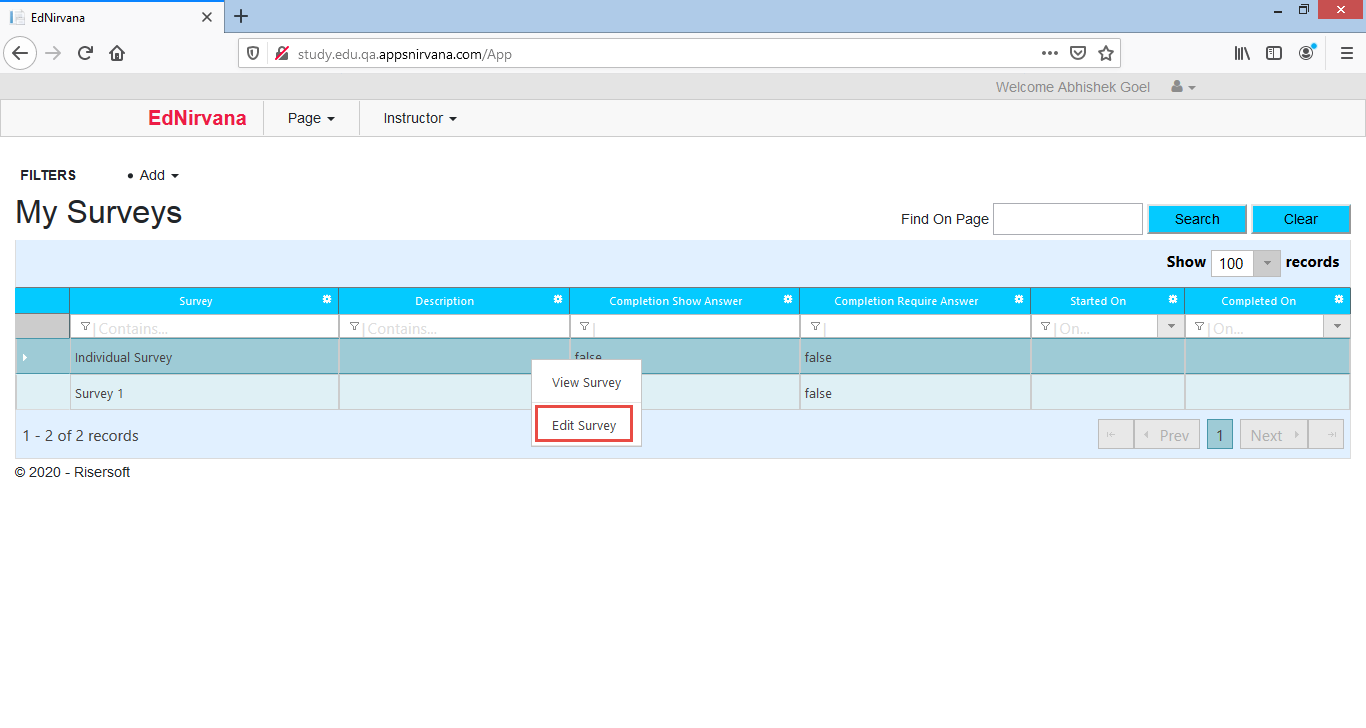 EdNirvana
study.edu.qa.appsnirvana.com/App
Welcome Abhishek Goel
EdNirvana Page Instructor
FILTERS • Add
My Surveys
Find On Page Search Clear
Show 100 records
Survey Description Completion Show Answer Completion Require Answer Started On Completed On
Contains... Contains... On... On...
Individual Survey false false
Survey 1 false
View Survey
Edit Survey
1 - 2 of 2 records Prev 1 Next
© 2020 - Risersoft